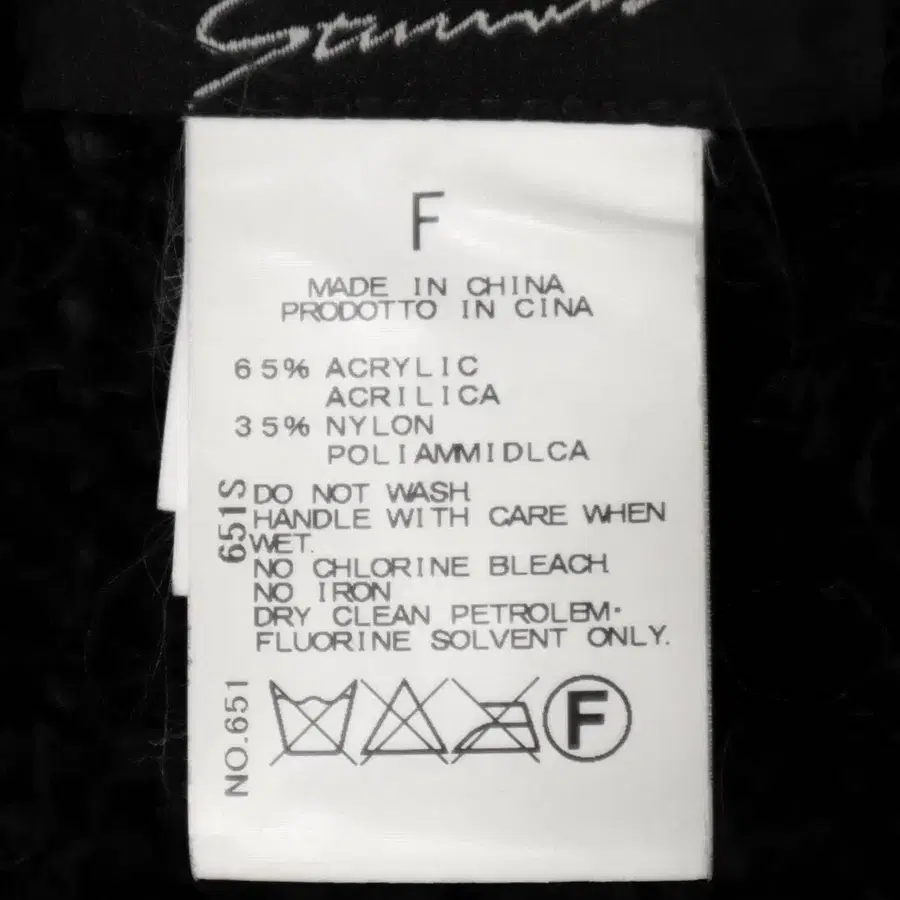 F
MADE IN CHINA
PRODOTTO IN CINA
65% ACRYLIC
ACRILICA
35% NYLON
POLIAMMIDLCA
651S
DO NOT WASH
HANDLE WITH CARE WHEN
WET.
NO CHLORINE BLEACH
NO IRON
DRY CLEAN PETROLEM·
FLUORINE SOLVENT ONLY.
NO.651
F